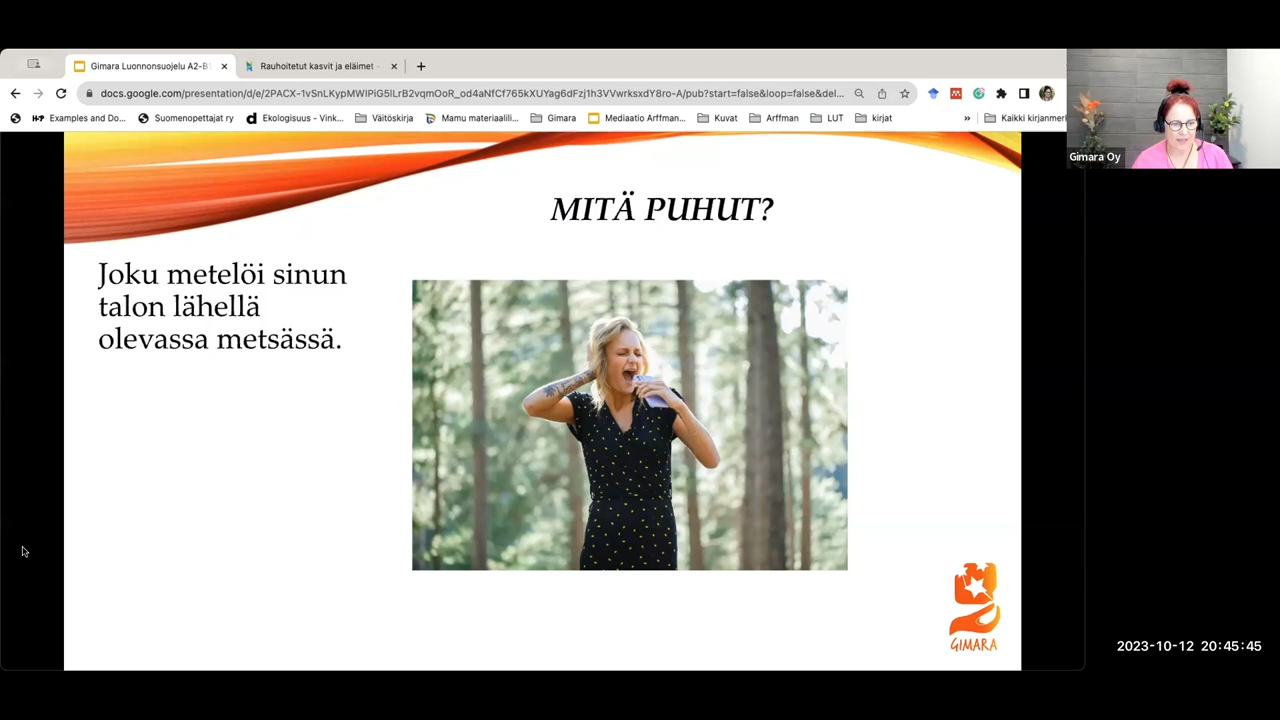 Gimara Luonnonsuojelu A2-B1
Rauhoitetut kasvit ja eläimet -
docs.google.com/presentation/d/e/2PACX-1vSnLKypMWIPiG5lLrB2vqmOoR_od4aNfCf765kXUYag6dFzj1h3VVwrksxdY8ro-A/pub?start=false&loop=false&del...
Examples and Do... Suomenopettajat ry Ekologisuus - Vink... Väitöskirja Mamu materiaalili... Gimara Mediaatio Arffman... Kuvat Arffman LUT kirjat » Kaikki kirjanmerk
Gimara Oy
MITÄ PUHUT?
Joku metelöi sinun
talon lähellä
olevassa metsässä.
GIMARA
2023-10-12 20:45:45